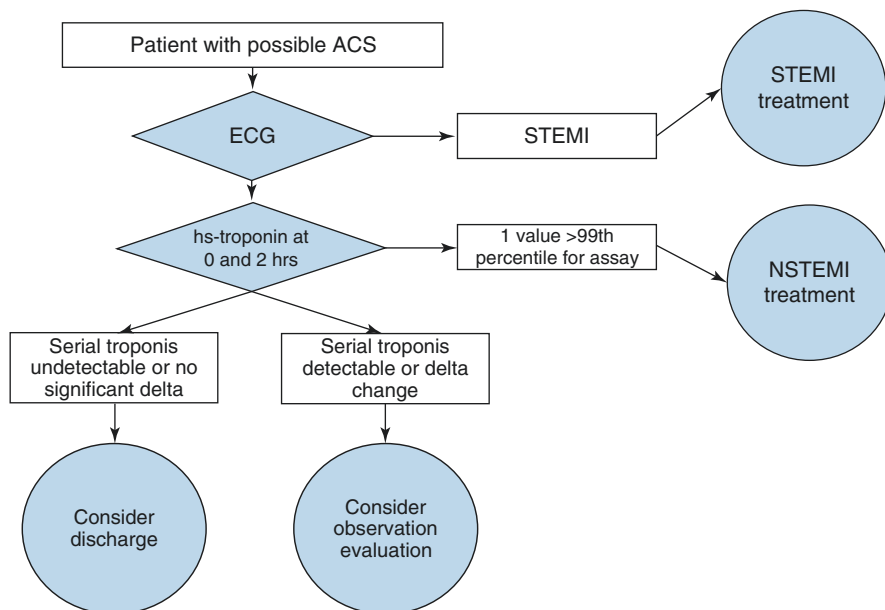 Patient with possible ACS
ECG
STEMI
STEMI
treatment
hs-troponin at
0 and 2 hrs
1 value >99th
percentile for assay
NSTEMI
treatment
Serial troponis
undetectable or no
significant delta
Serial troponis
detectable or delta
change
Consider
discharge
Consider
observation
evaluation